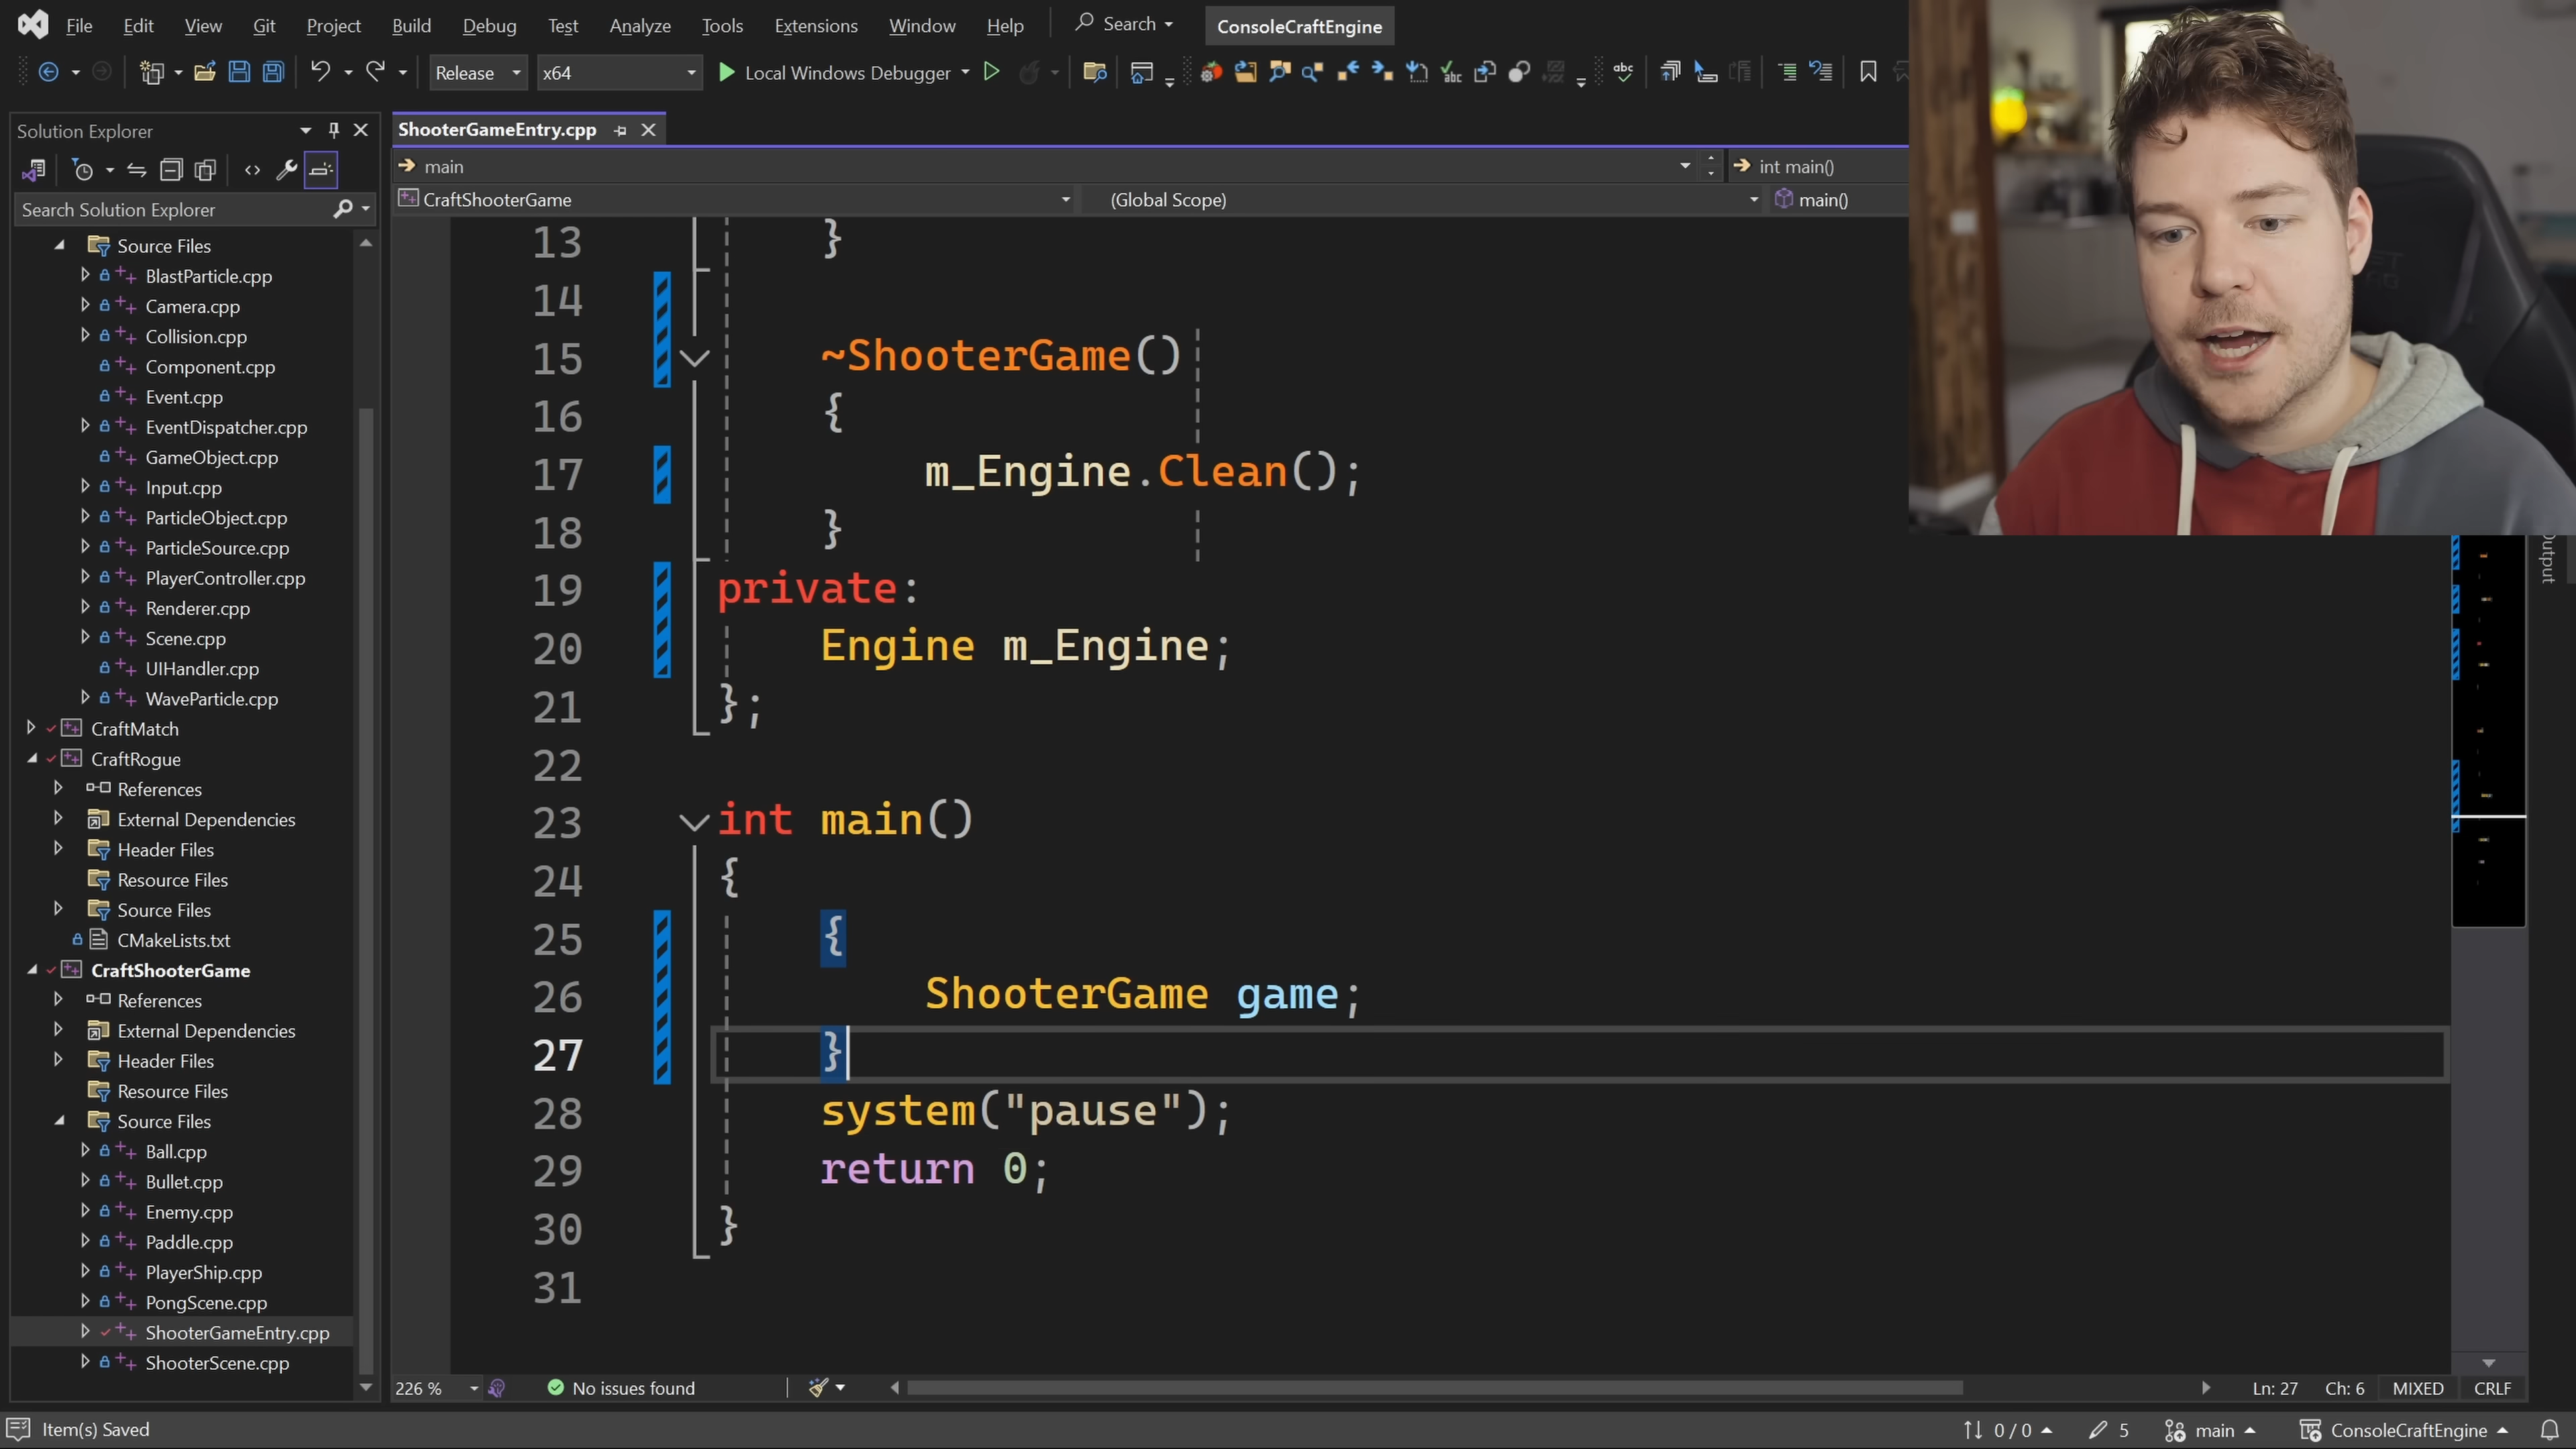 File Edit View Git Project Build Debug Test Analyze Tools Extensions Window Help Search ConsoleCraftEngine
Release x64 Local Windows Debugger
Solution Explorer
Search Solution Explorer
Source Files
BlastParticle.cpp
Camera.cpp
Collision.cpp
Component.cpp
Event.cpp
EventDispatcher.cpp
GameObject.cpp
Input.cpp
ParticleObject.cpp
ParticleSource.cpp
PlayerController.cpp
Renderer.cpp
Scene.cpp
UIHandler.cpp
WaveParticle.cpp
CraftMatch
CraftRogue
References
External Dependencies
Header Files
Resource Files
Source Files
CMakeLists.txt
CraftShooterGame
References
External Dependencies
Header Files
Resource Files
Source Files
Ball.cpp
Bullet.cpp
Enemy.cpp
Paddle.cpp
PlayerShip.cpp
PongScene.cpp
ShooterGameEntry.cpp
ShooterScene.cpp
ShooterGameEntry.cpp
main int main()
CraftShooterGame (Global Scope) main()
13 }
14
15 ~ShooterGame()
16 {
17 m_Engine.Clean();
18 }
19 private:
20 Engine m_Engine;
21 };
22
23 int main()
24 {
25 {
26 ShooterGame game;
27 }
28 system("pause");
29 return 0;
30 }
31
Output
226 % No issues found Ln: 27 Ch: 6 MIXED CRLF
Item(s) Saved 0 / 0 5 main ConsoleCraftEngine